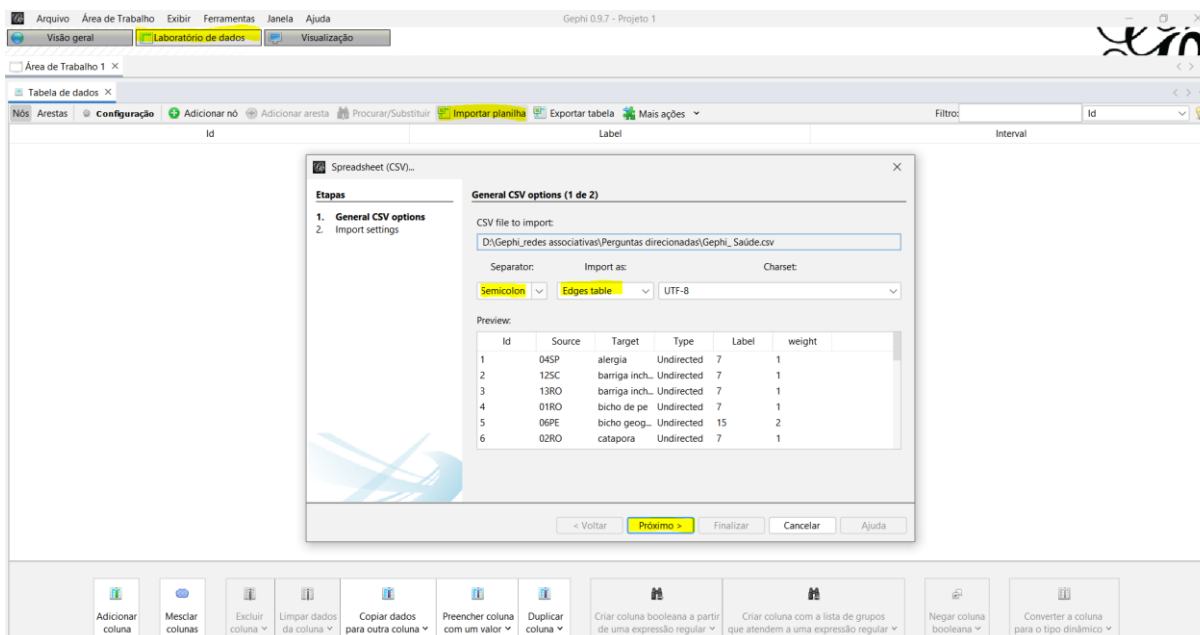 Arquivo Área de Trabalho Exibir Ferramentas Janela Ajuda Gephi 0.9.7 - Projeto 1
Visão geral Laboratório de dados Visualização
Área de Trabalho 1
Tabela de dados
Nós Arestas Configuração Adicionar nó Adicionar aresta Procurar/Substituir Importar planilha Exportar tabela Mais ações Filtro: Id
Id Label Interval
Spreadsheet (CSV)...
Etapas
1. General CSV options
2. Import settings
General CSV options (1 de 2)
CSV file to import:
D:\Gephi_redes associativas\Perguntas direcionadas\Gephi_ Saúde.csv
Separator: Import as: Charset:
Semicolon Edges table UTF-8
Preview:
Id Source Target Type Label weight
1 04SP alergia Undirected 7 1
2 12SC barriga inch... Undirected 7 1
3 13RO barriga inch... Undirected 7 1
4 01RO bicho de pe Undirected 7 1
5 06PE bicho geog... Undirected 15 2
6 02RO catapora Undirected 7 1
< Voltar Próximo > Finalizar Cancelar Ajuda
Adicionar coluna
Mesclar colunas
Excluir coluna
Limpar dados da coluna
Copiar dados para outra coluna
Preencher coluna com um valor
Duplicar coluna
Criar coluna booleana a partir de uma expressão regular
Criar coluna com a lista de grupos que atendem a uma expressão regular
Negar coluna booleana
Converter a coluna para o tipo dinâmico